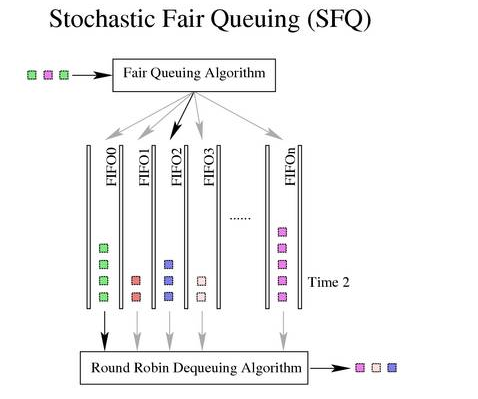 Stochastic Fair Queuing (SFQ)
Fair Queuing Algorithm
FIFO0
FIFO1
FIFO2
FIFO3
FIFOn
......
Time 2
Round Robin Dequeuing Algorithm